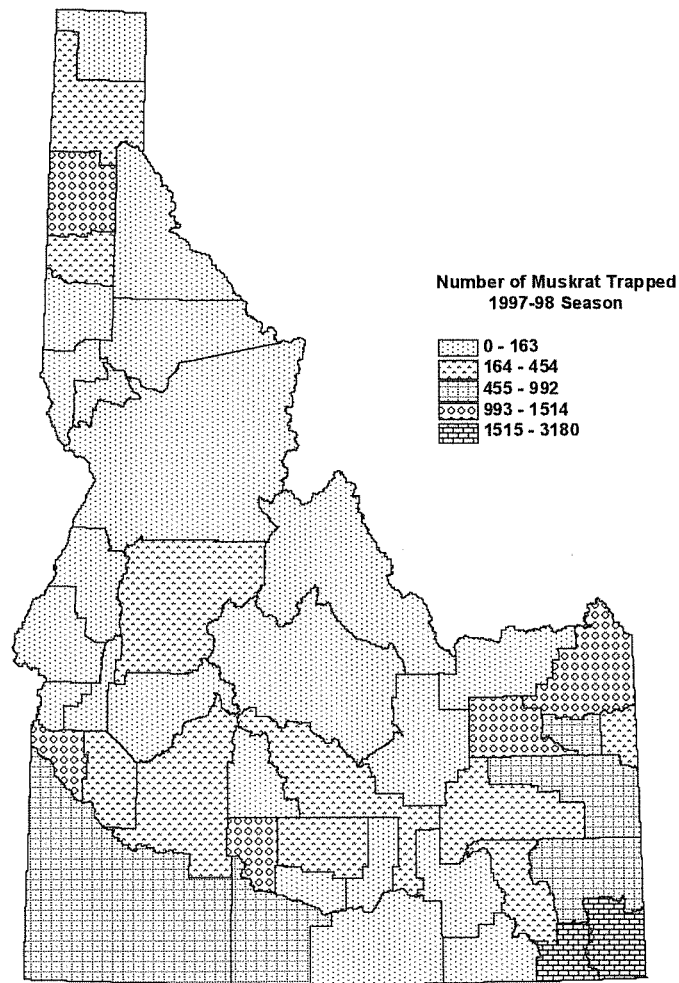 Number of Muskrat Trapped
1997-98 Season
0 - 163
164 - 454
455 - 992
993 - 1514
1515 - 3180